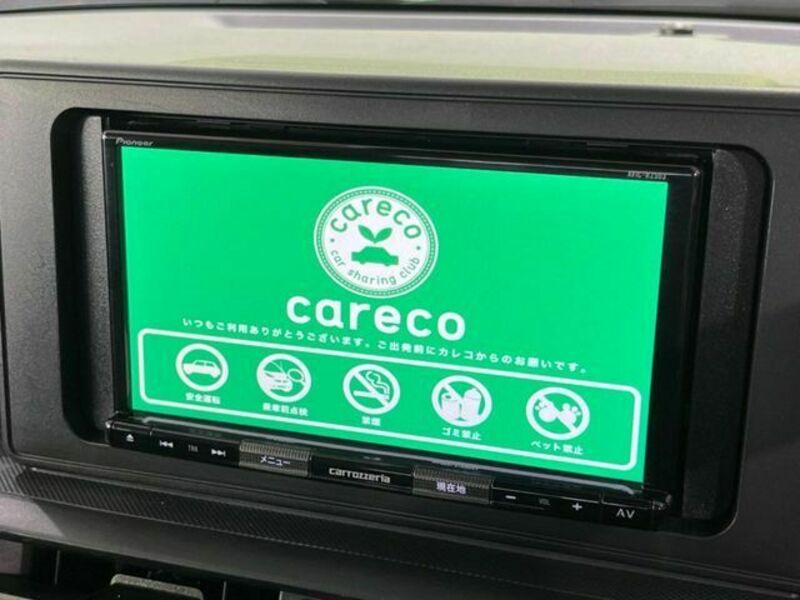 Pioneer
AVIC-RZ303
careco
car sharing club
careco
いつもご利用ありがとうございます。ご出発前にカレコからのお願いです。
安全運転
乗車前点検
禁煙
ゴミ禁止
ペット禁止
TRK
メニュー
carrozzeria
現在地
VOL
AV